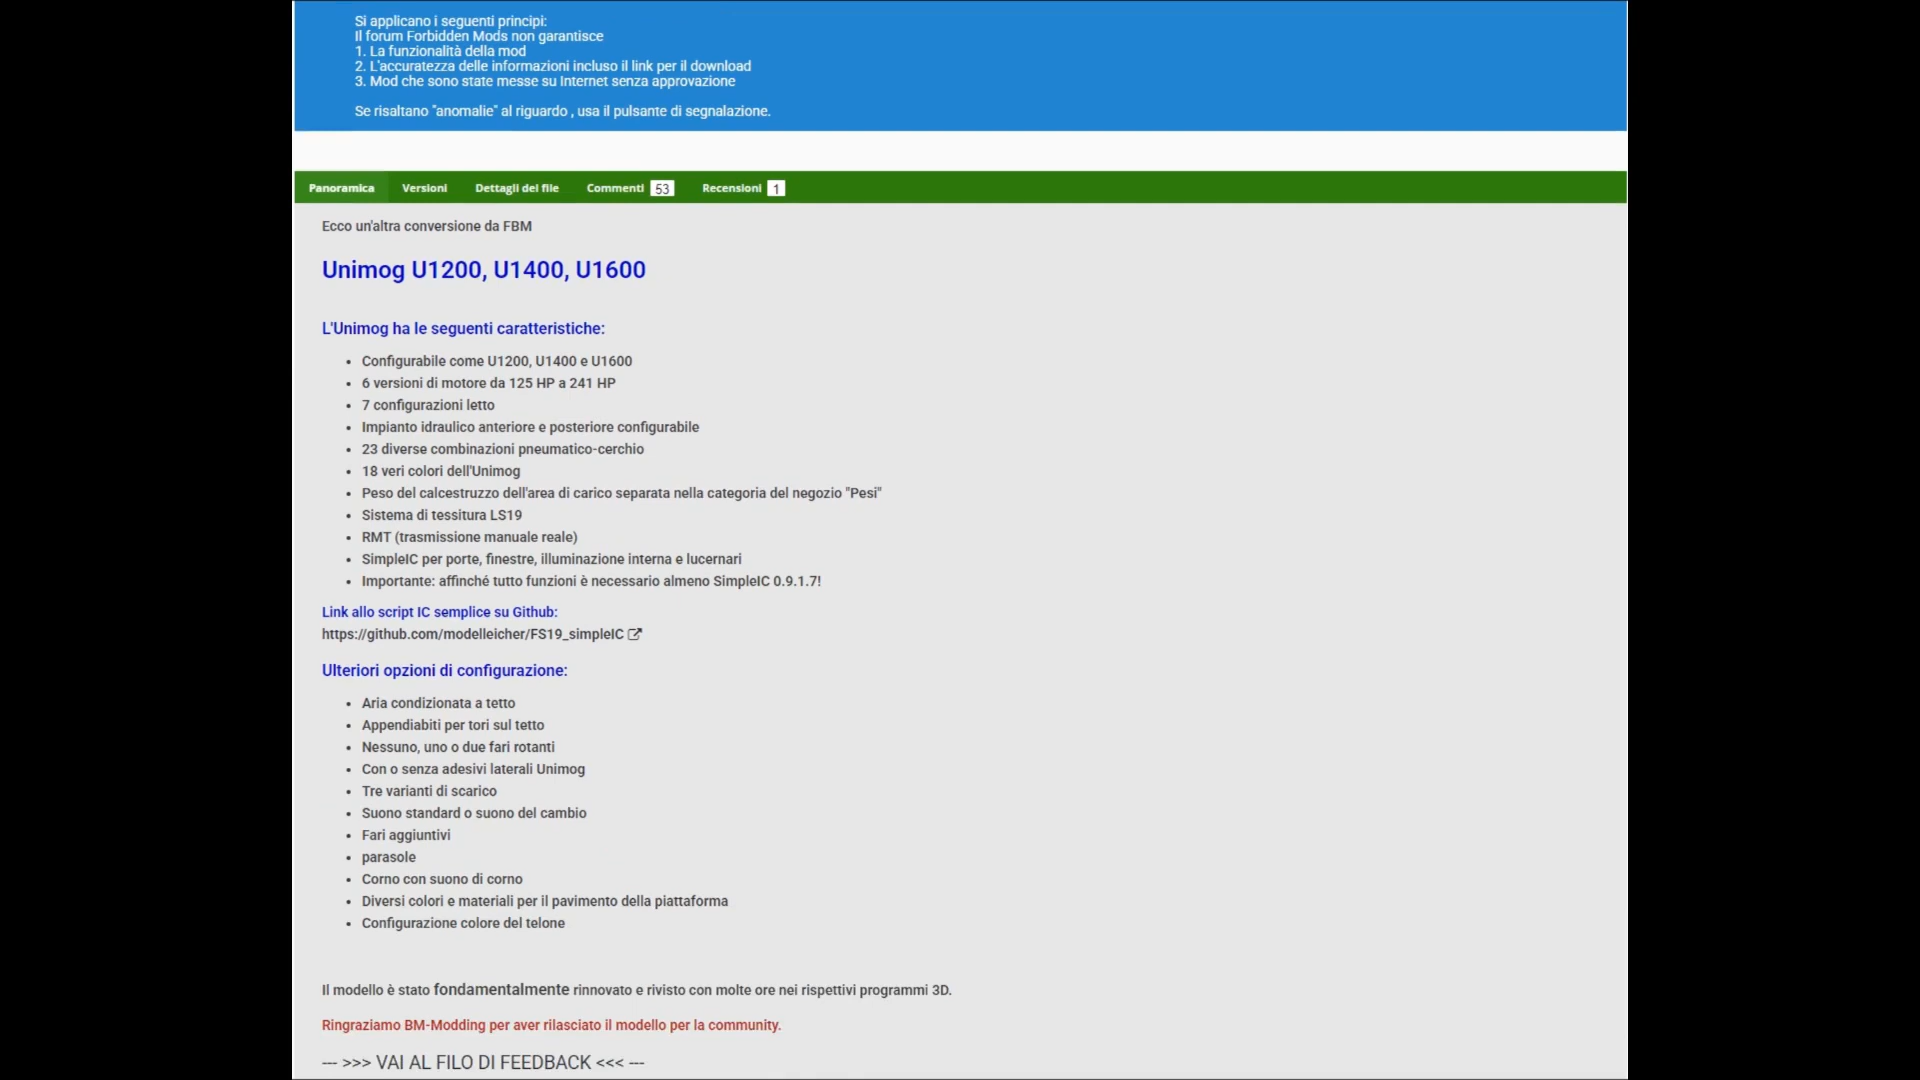 Si applicano i seguenti principi:
Il forum Forbidden Mods non garantisce
1. La funzionalità della mod
2. L'accuratezza delle informazioni incluso il link per il download
3. Mod che sono state messe su Internet senza approvazione
Se risaltano "anomalie" al riguardo , usa il pulsante di segnalazione.
Panoramica Versioni Dettagli del file Commenti 53 Recensioni 1
Ecco un'altra conversione da FBM
Unimog U1200, U1400, U1600
L'Unimog ha le seguenti caratteristiche:
• Configurabile come U1200, U1400 e U1600
• 6 versioni di motore da 125 HP a 241 HP
• 7 configurazioni letto
• Impianto idraulico anteriore e posteriore configurabile
• 23 diverse combinazioni pneumatico-cerchio
• 18 veri colori dell'Unimog
• Peso del calcestruzzo dell'area di carico separata nella categoria del negozio "Pesi"
• Sistema di tessitura LS19
• RMT (trasmissione manuale reale)
• SimpleIC per porte, finestre, illuminazione interna e lucernari
• Importante: affinché tutto funzioni è necessario almeno SimpleIC 0.9.1.7!
Link allo script IC semplice su Github:
https://github.com/modelleicher/FS19_simpleIC
Ulteriori opzioni di configurazione:
• Aria condizionata a tetto
• Appendiabiti per tori sul tetto
• Nessuno, uno o due fari rotanti
• Con o senza adesivi laterali Unimog
• Tre varianti di scarico
• Suono standard o suono del cambio
• Fari aggiuntivi
• parasole
• Corno con suono di corno
• Diversi colori e materiali per il pavimento della piattaforma
• Configurazione colore del telone
Il modello è stato fondamentalmente rinnovato e rivisto con molte ore nei rispettivi programmi 3D.
Ringraziamo BM-Modding per aver rilasciato il modello per la community.
--- >>> VAI AL FILO DI FEEDBACK <<< ---